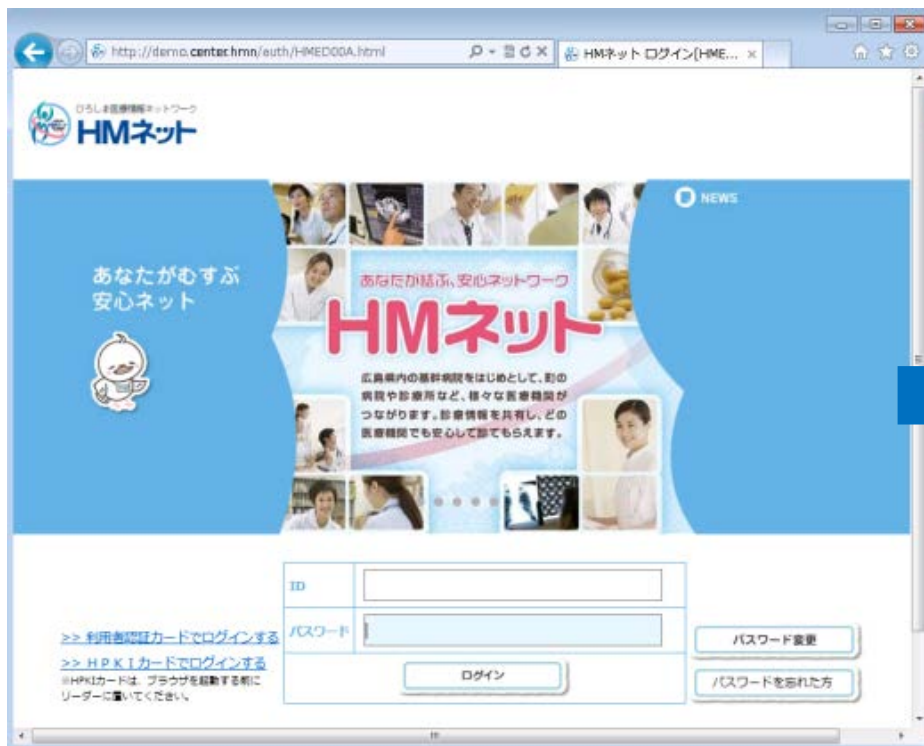 http://demo.center.hmn/auth/HMED00A.html
HMネット ログイン[HME...
ひろしま医療情報ネットワーク
HMネット
NEWS
あなたがむすぶ
安心ネット
あなたが結ぶ、安心ネットワーク
HMネット
広島県内の基幹病院をはじめとして、町の
病院や診療所など、様々な医療機関が
つながります。診療情報を共有し、どの
医療機関でも安心して診てもらえます。
ID
パスワード
>> 利用者認証カードでログインする
>> ＨＰＫＩカードでログインする
※HPKIカードは、ブラウザを起動する前に
リーダーに置いてください。
ログイン
パスワード変更
パスワードを忘れた方